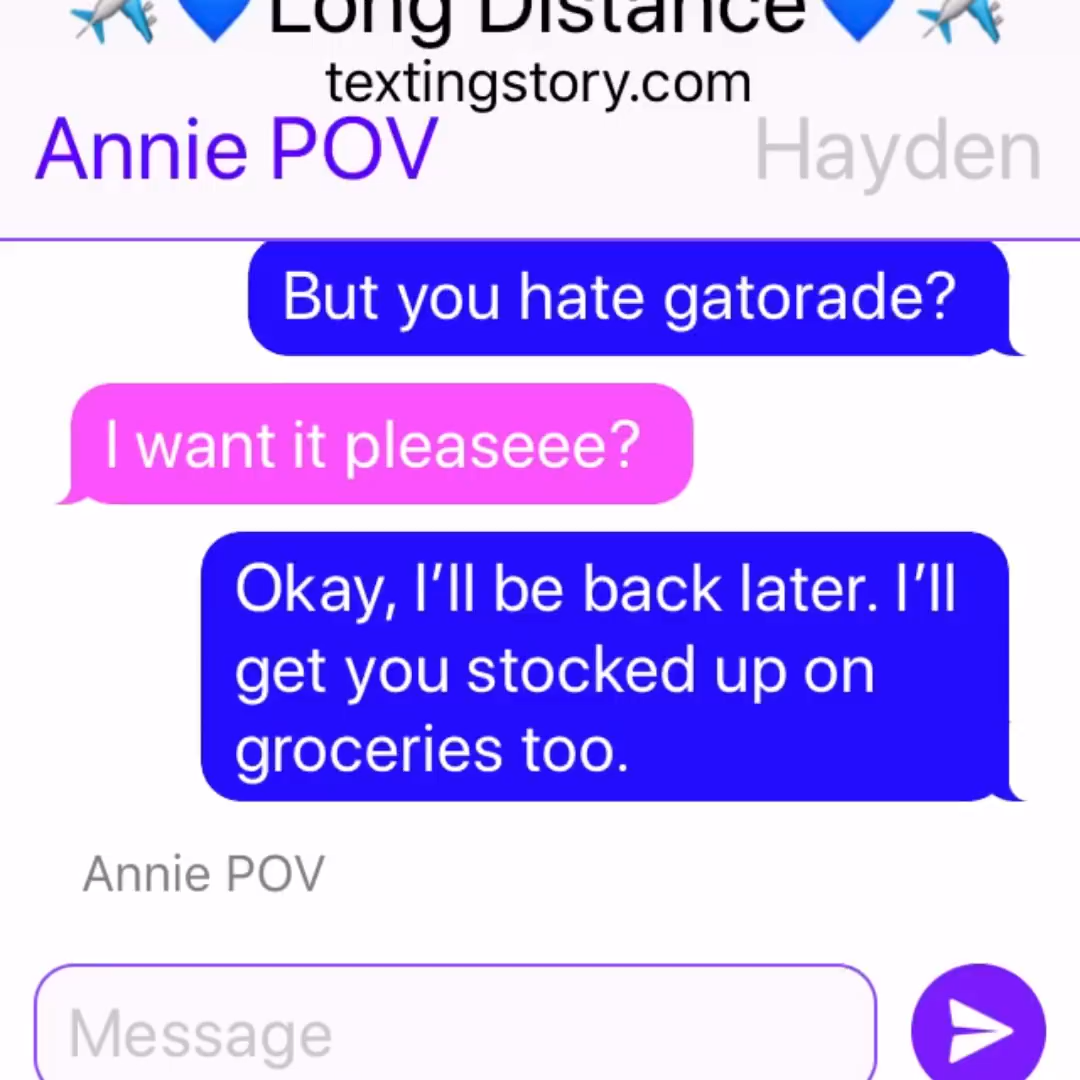 Long Distance
textingstory.com
Annie POV
Hayden
But you hate gatorade?
I want it pleaseee?
Okay, I’ll be back later. I’ll
get you stocked up on
groceries too.
Annie POV
Message